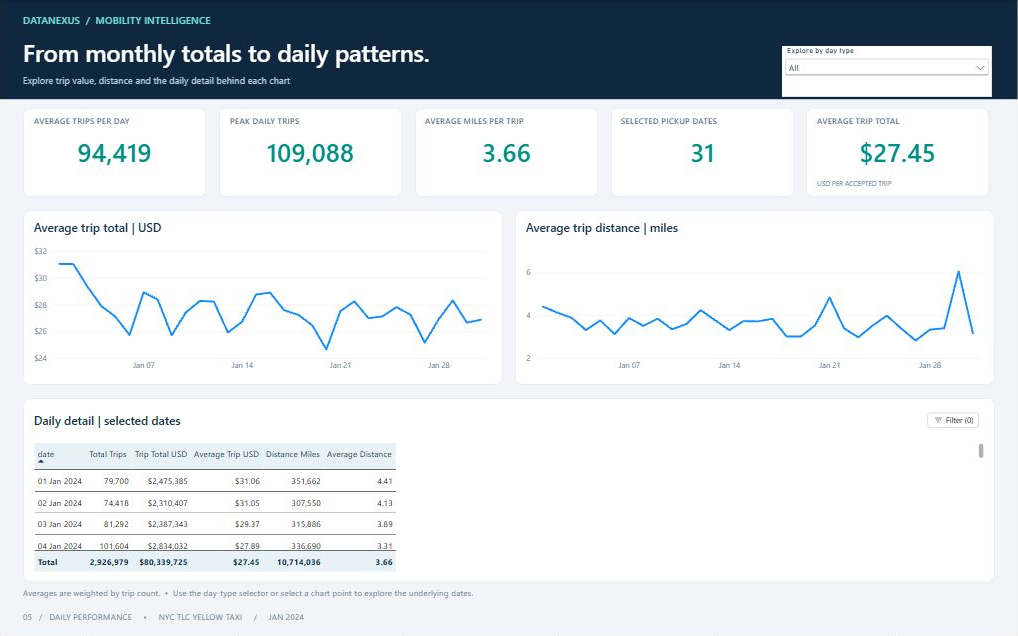 DATANEXUS / MOBILITY INTELLIGENCE
From monthly totals to daily patterns.
Explore trip value, distance and the daily detail behind each chart
Explore by day type
All
AVERAGE TRIPS PER DAY
94,419
PEAK DAILY TRIPS
109,088
AVERAGE MILES PER TRIP
3.66
SELECTED PICKUP DATES
31
AVERAGE TRIP TOTAL
$27.45
USD PER ACCEPTED TRIP
Average trip total | USD
$32
$30
$28
$26
$24
Jan 07 Jan 14 Jan 21 Jan 28
Average trip distance | miles
6
4
2
Jan 07 Jan 14 Jan 21 Jan 28
Daily detail | selected dates
Filter (0)
date Total Trips Trip Total USD Average Trip USD Distance Miles Average Distance
01 Jan 2024 79,700 $2,475,385 $31.06 351,662 4.41
02 Jan 2024 74,418 $2,310,407 $31.05 307,550 4.13
03 Jan 2024 81,292 $2,387,343 $29.37 315,886 3.89
04 Jan 2024 101,604 $2,834,032 $27.89 336,690 3.31
Total 2,926,979 $80,339,725 $27.45 10,714,036 3.66
Averages are weighted by trip count. • Use the day-type selector or select a chart point to explore the underlying dates.
05 / DAILY PERFORMANCE • NYC TLC YELLOW TAXI / JAN 2024